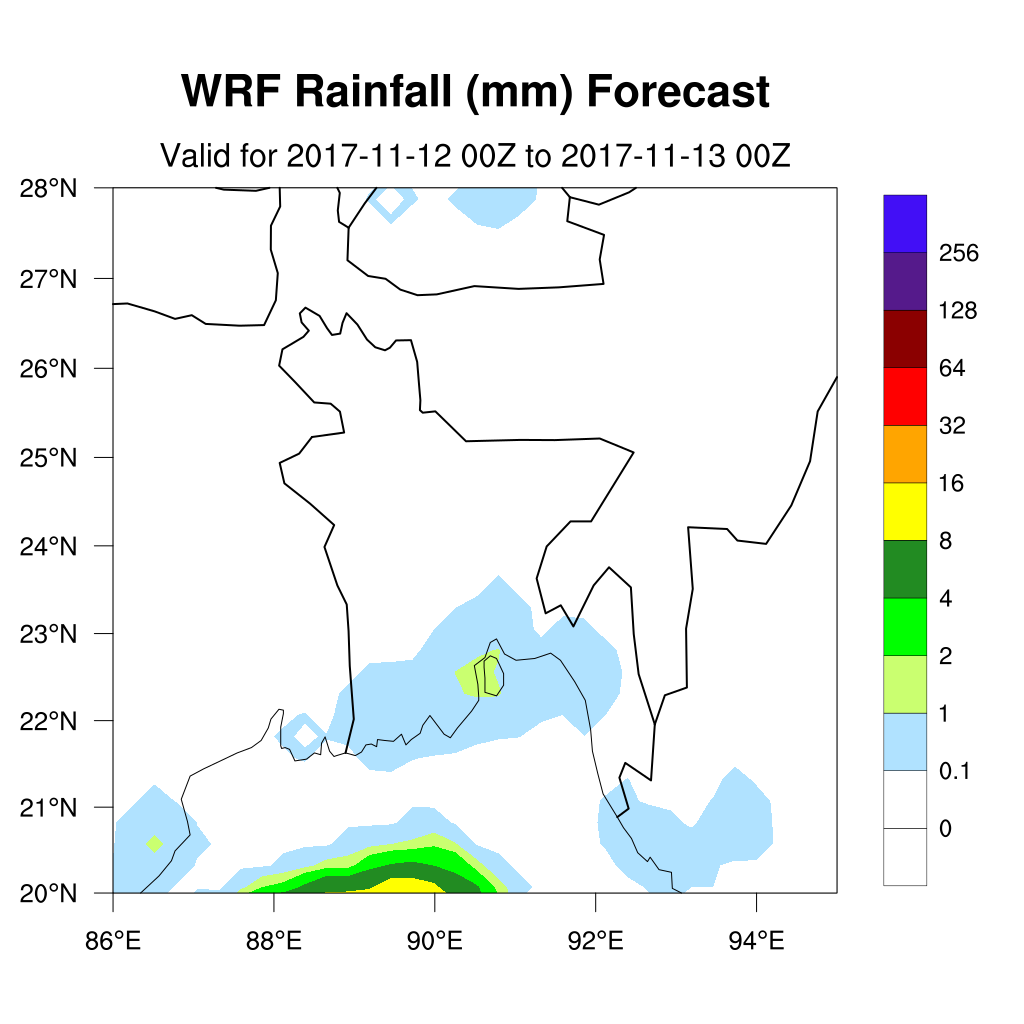 WRF Rainfall (mm) Forecast
Valid for 2017-11-12 00Z to 2017-11-13 00Z
28°N
27°N
26°N
25°N
24°N
23°N
22°N
21°N
20°N
86°E 88°E 90°E 92°E 94°E
256
128
64
32
16
8
4
2
1
0.1
0